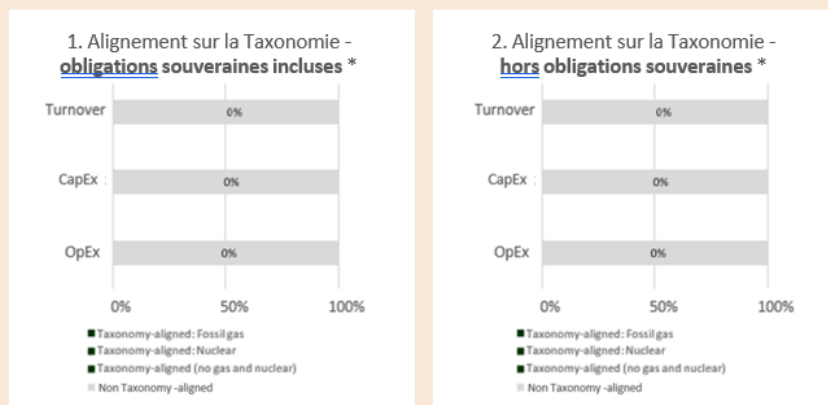 1. Alignement sur la Taxonomie -
obligations souveraines incluses *
Turnover
0%
CapEx
0%
OpEx
0%
0% 50% 100%
Taxonomy-aligned: Fossil gas
Taxonomy-aligned: Nuclear
Taxonomy-aligned (no gas and nuclear)
Non Taxonomy -aligned
2. Alignement sur la Taxonomie -
hors obligations souveraines *
Turnover
0%
CapEx
0%
OpEx
0%
0% 50% 100%
Taxonomy-aligned: Fossil gas
Taxonomy-aligned: Nuclear
Taxonomy-aligned (no gas and nuclear)
Non Taxonomy -aligned